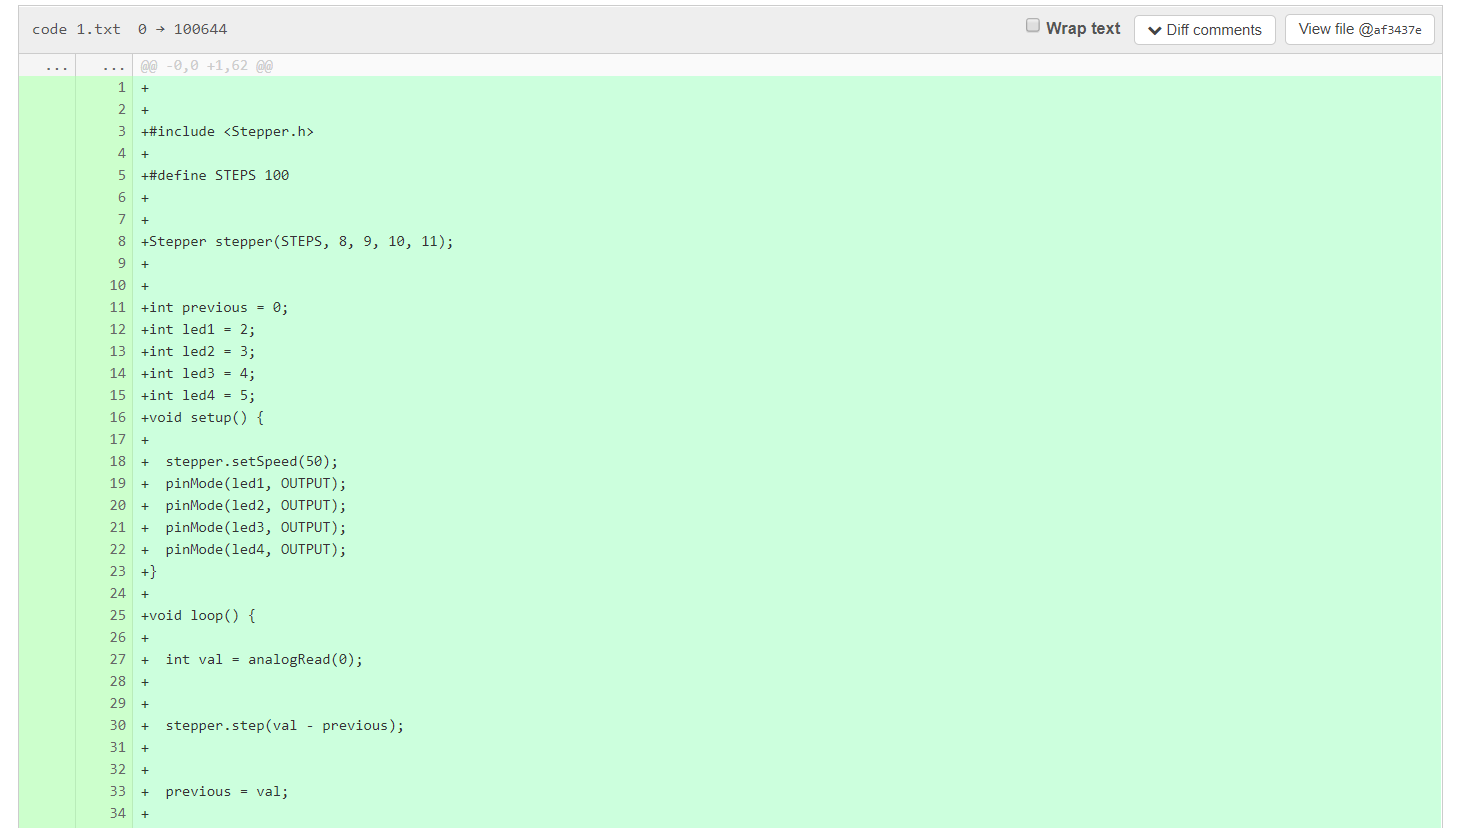 code 1.txt 0 → 100644 Wrap text Diff comments View file @af3437e
... ... @@ -0,0 +1,62 @@
1 +
2 +
3 +#include <Stepper.h>
4 +
5 +#define STEPS 100
6 +
7 +
8 +Stepper stepper(STEPS, 8, 9, 10, 11);
9 +
10 +
11 +int previous = 0;
12 +int led1 = 2;
13 +int led2 = 3;
14 +int led3 = 4;
15 +int led4 = 5;
16 +void setup() {
17 +
18 +  stepper.setSpeed(50);
19 +  pinMode(led1, OUTPUT);
20 +  pinMode(led2, OUTPUT);
21 +  pinMode(led3, OUTPUT);
22 +  pinMode(led4, OUTPUT);
23 +}
24 +
25 +void loop() {
26 +
27 +  int val = analogRead(0);
28 +
29 +
30 +  stepper.step(val - previous);
31 +
32 +
33 +  previous = val;
34 +